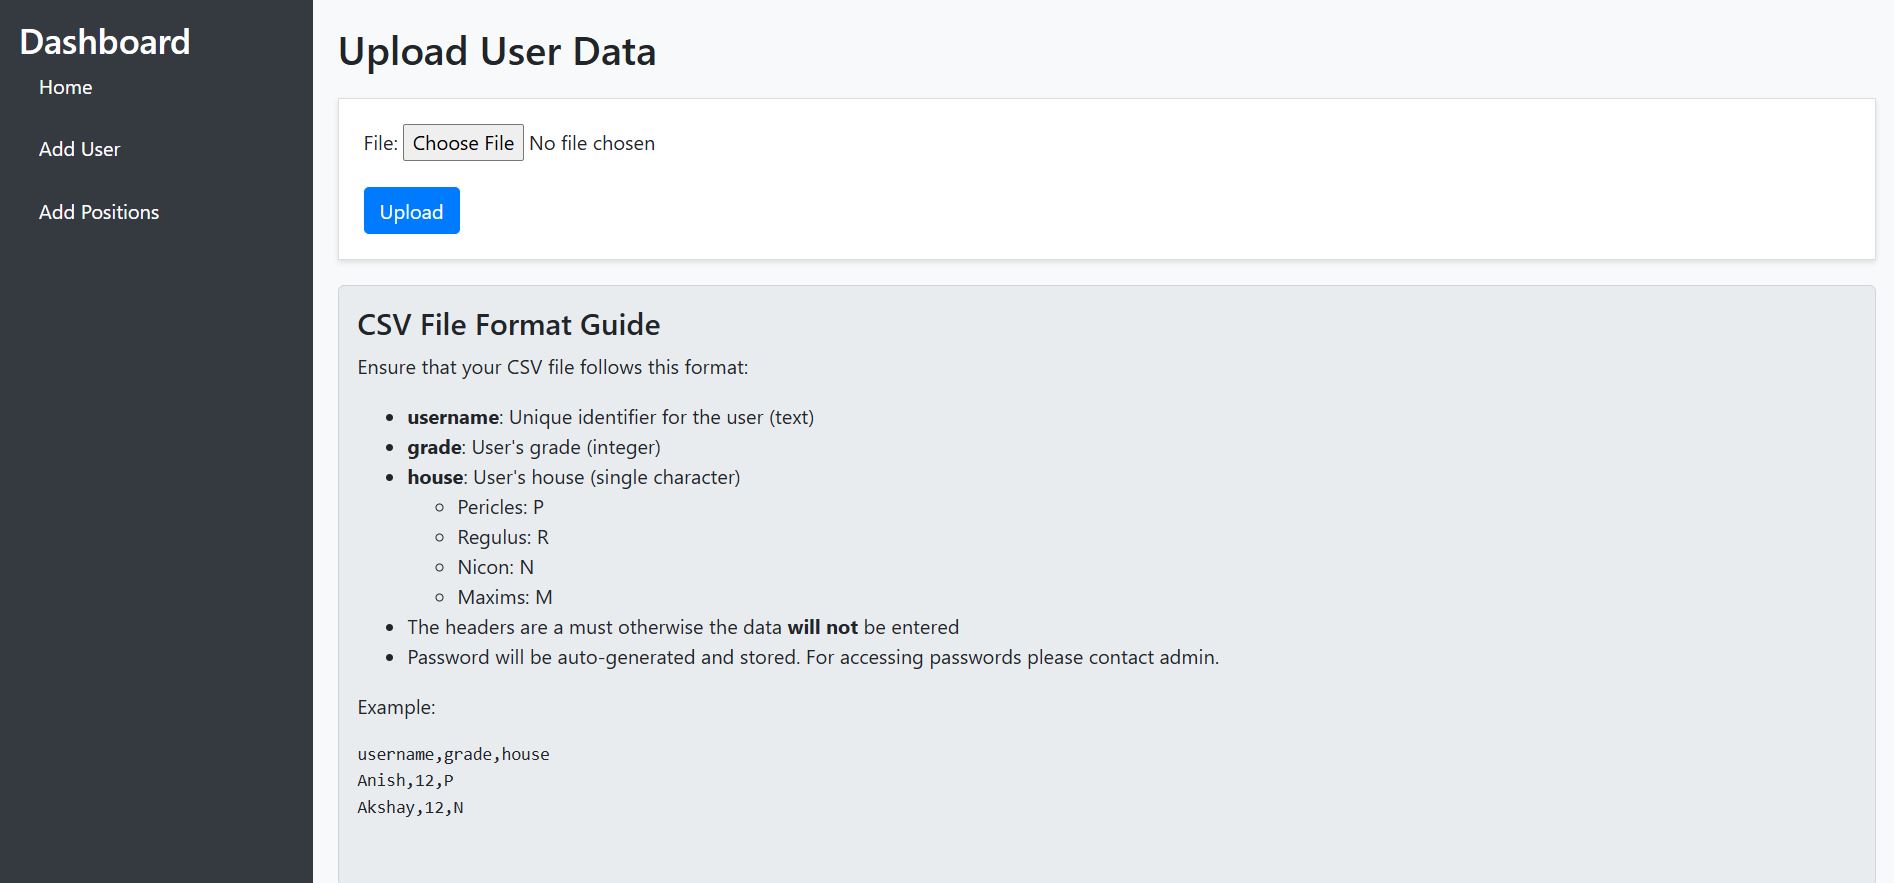 Dashboard
Home
Add User
Add Positions
Upload User Data
File: Choose File No file chosen
Upload
CSV File Format Guide
Ensure that your CSV file follows this format:
username: Unique identifier for the user (text)
grade: User's grade (integer)
house: User's house (single character)
Pericles: P
Regulus: R
Nicon: N
Maxims: M
The headers are a must otherwise the data will not be entered
Password will be auto-generated and stored. For accessing passwords please contact admin.
Example:
username,grade,house
Anish,12,P
Akshay,12,N